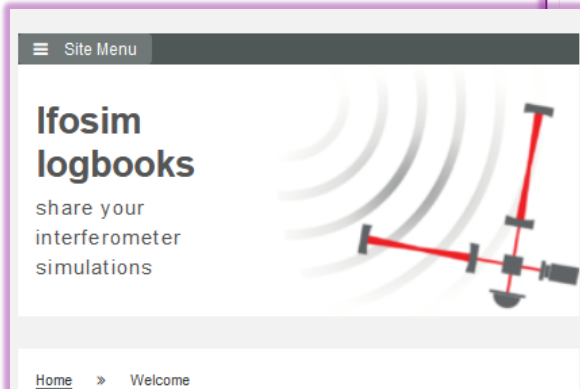 Site Menu
Ifosim
logbooks
share your
interferometer
simulations
Home » Welcome